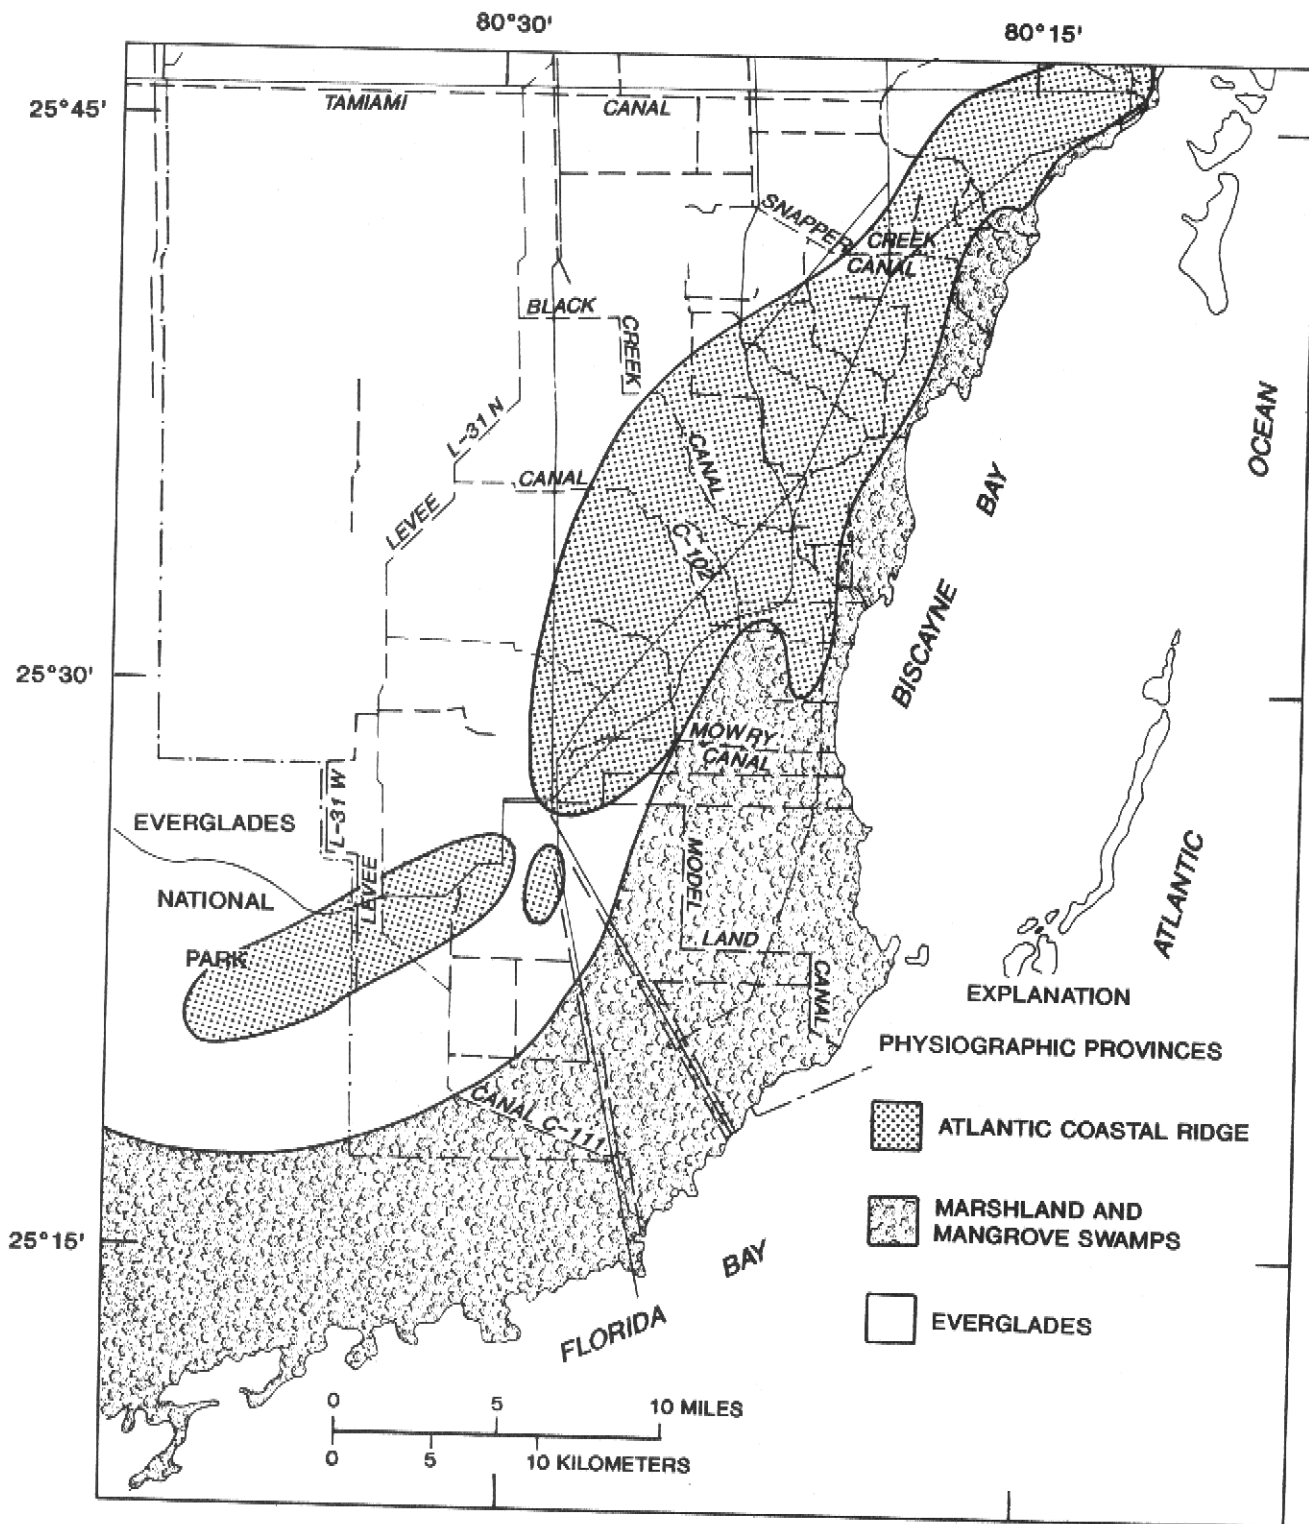 80°30'
80°15'
25°45'
TAMIAMI
CANAL
SNAPPER
CREEK
CANAL
BLACK
CREEK
CANAL
L-31 N
LEVEE
CANAL
C-102
OCEAN
BAY
BISCAYNE
25°30'
MOWRY
CANAL
L-31 W
EVERGLADES
LEVEE
NATIONAL
PARK
MODEL
LAND
CANAL
ATLANTIC
EXPLANATION
PHYSIOGRAPHIC PROVINCES
ATLANTIC COASTAL RIDGE
MARSHLAND AND
MANGROVE SWAMPS
EVERGLADES
CANAL C-111
25°15'
BAY
FLORIDA
0 5 10 MILES
0 5 10 KILOMETERS